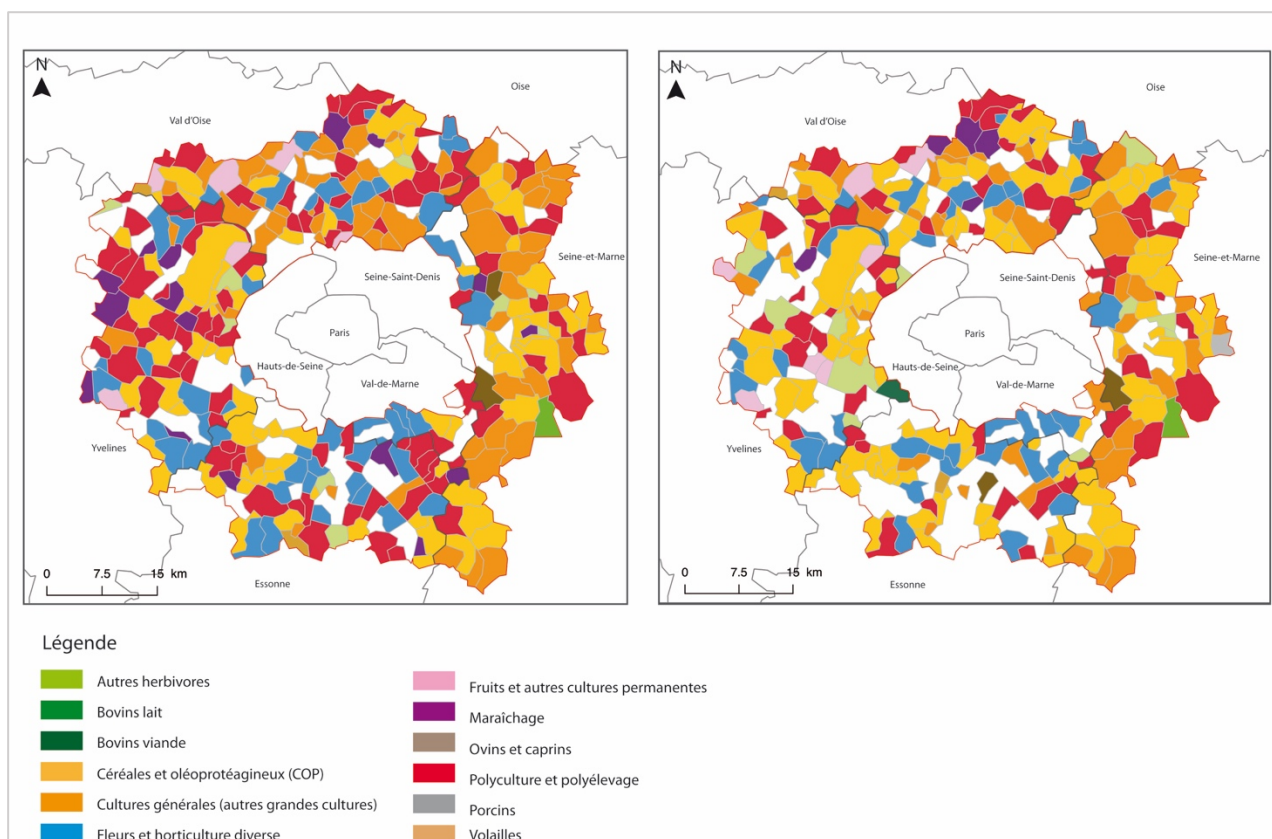 N
Oise
Val d'Oise
Seine-et-Marne
Seine-Saint-Denis
Paris
Hauts-de-Seine
Val-de-Marne
Yvelines
Essonne
0 7.5 15 km
N
Oise
Val d'Oise
Seine-et-Marne
Seine-Saint-Denis
Paris
Hauts-de-Seine
Val-de-Marne
Yvelines
Essonne
0 7.5 15 km
Légende
Autres herbivores
Bovins lait
Bovins viande
Céréales et oléoprotéagineux (COP)
Cultures générales (autres grandes cultures)
Fleurs et horticulture diverse
Fruits et autres cultures permanentes
Maraîchage
Ovins et caprins
Polyculture et polyélevage
Porcins
Volailles